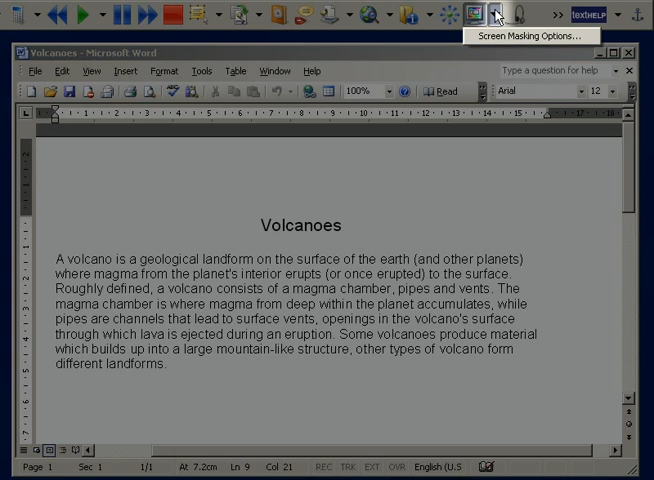 textHELP
Screen Masking Options...
Volcanoes - Microsoft Word
File Edit View Insert Format Tools Table Window Help Type a question for help
100% Read Arial 12
Volcanoes
A volcano is a geological landform on the surface of the earth (and other planets)
where magma from the planet's interior erupts (or once erupted) to the surface.
Roughly defined, a volcano consists of a magma chamber, pipes and vents. The
magma chamber is where magma from deep within the planet accumulates, while
pipes are channels that lead to surface vents, openings in the volcano's surface
through which lava is ejected during an eruption. Some volcanoes produce material
which builds up into a large mountain-like structure, other types of volcano form
different landforms.
Page 1 Sec 1 1/1 At 7.2cm Ln 9 Col 21 REC TRK EXT OVR English (U.S